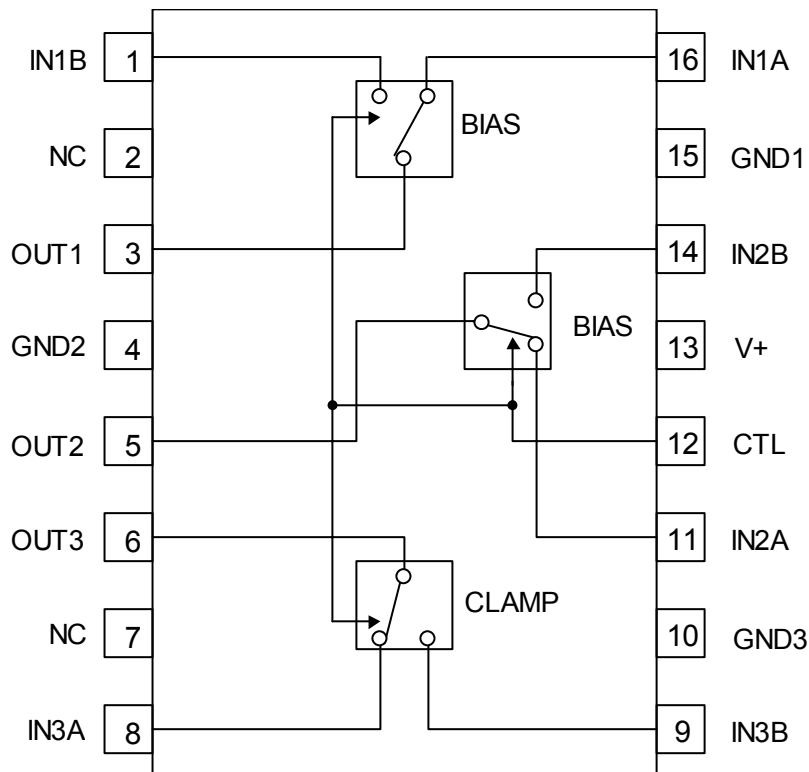 IN1B 1 16 IN1A
BIAS
NC 2 15 GND1
OUT1 3 14 IN2B
GND2 4 BIAS 13 V+
OUT2 5 12 CTL
OUT3 6 11 IN2A
CLAMP
NC 7 10 GND3
IN3A 8 9 IN3B